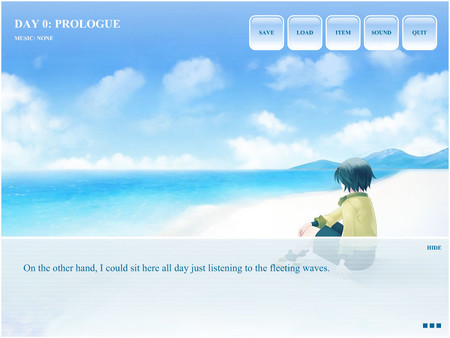 DAY 0: PROLOGUE
MUSIC: NONE
SAVE LOAD ITEM SOUND QUIT
HIDE
On the other hand, I could sit here all day just listening to the fleeting waves.